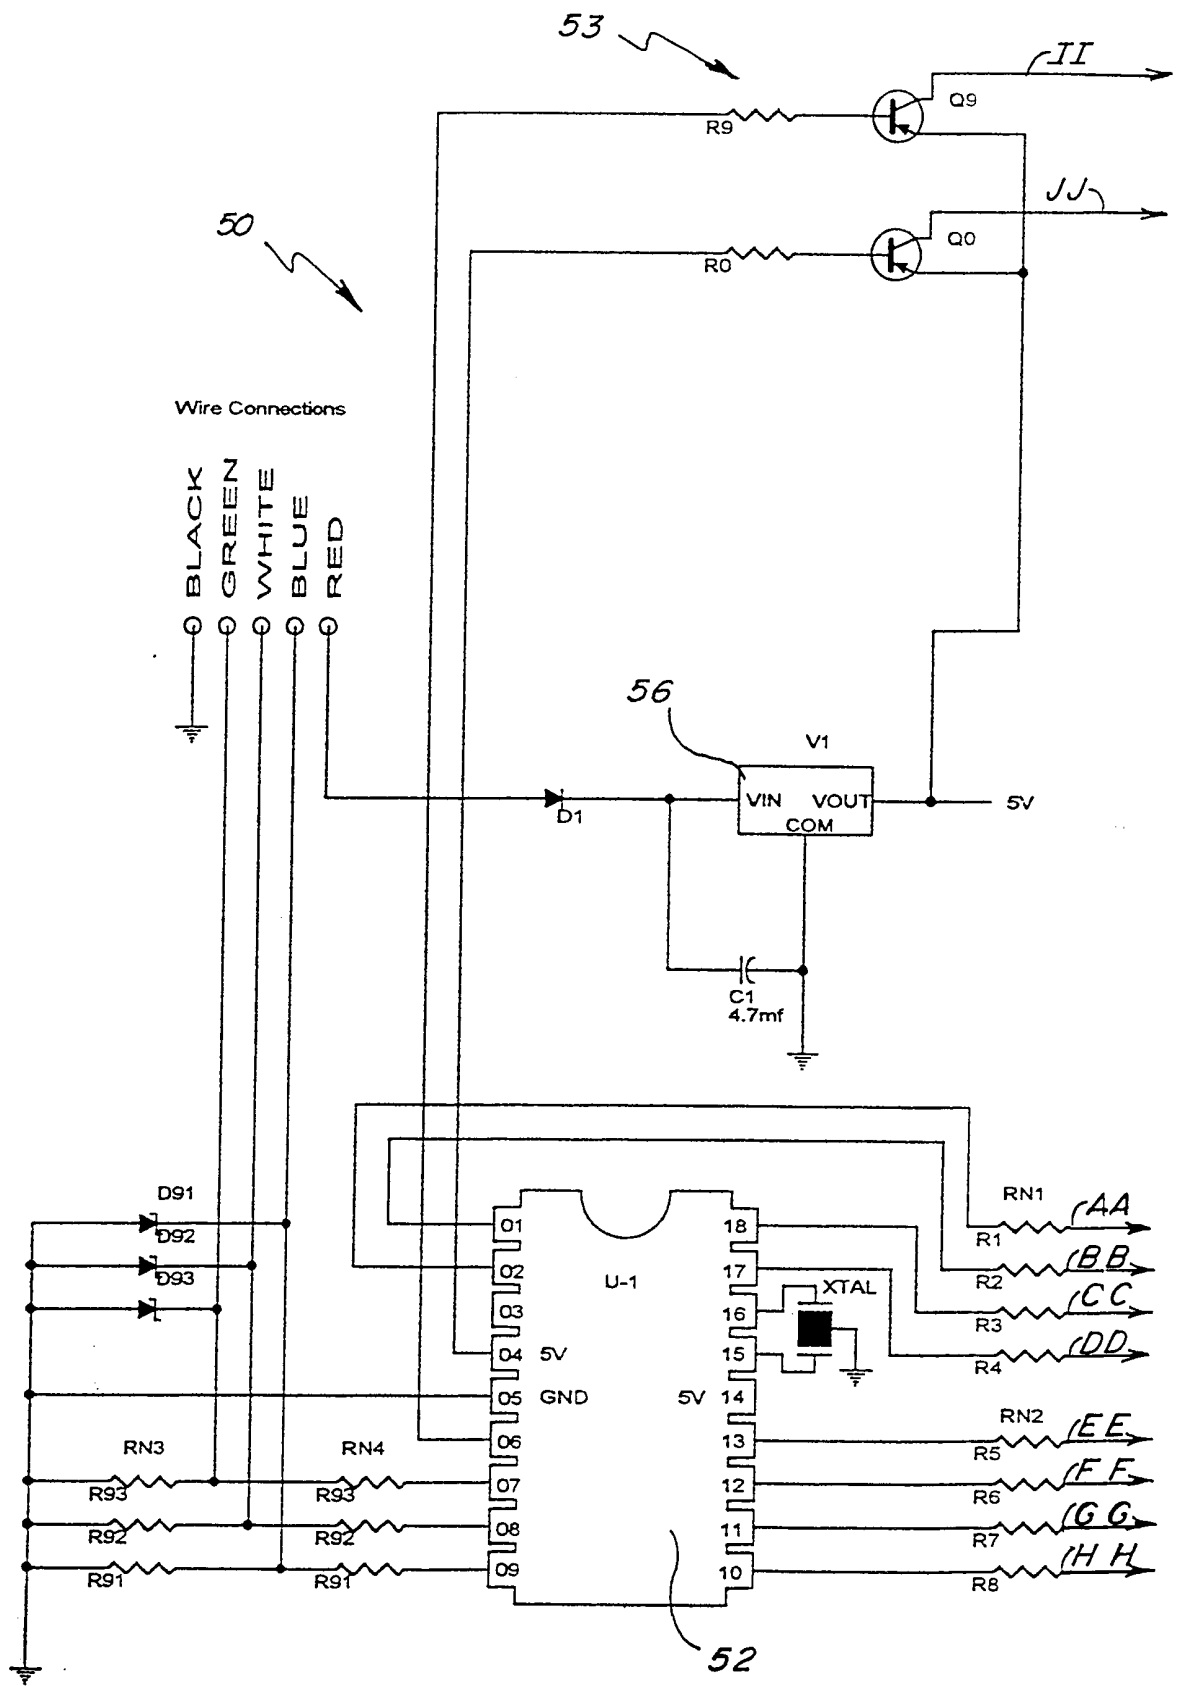 53
II
Q9
R9
JJ
50
Q0
R0
Wire Connections
BLACK
GREEN
WHITE
BLUE
RED
56
V1
VIN VOUT
COM
5V
D1
C1
4.7mf
D91
D92
D93
RN1
AA
R1
BB
R2
CC
R3
DD
R4
U-1
XTAL
01
02
03
04 5V
05 GND
06
07
08
09
18
17
16
15
5V 14
13
12
11
10
RN2
EE
R5
FF
R6
GG
R7
HH
R8
RN3
RN4
R93
R93
R92
R92
R91
R91
52